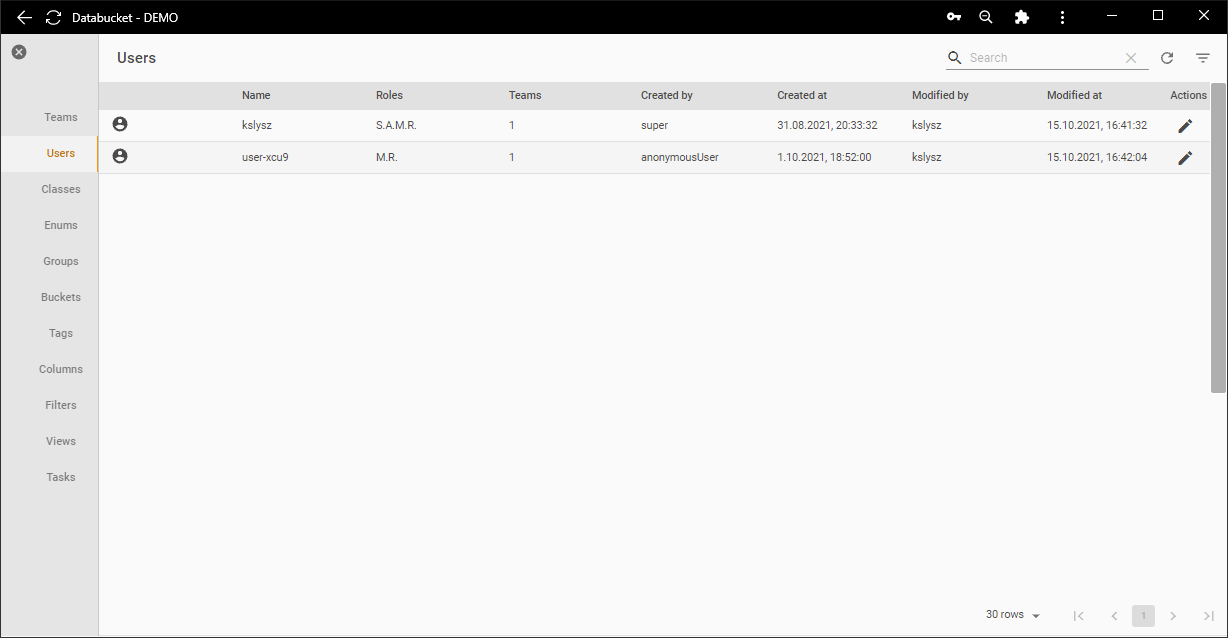 Databucket - DEMO
Users
Search
Name Roles Teams Created by Created at Modified by Modified at Actions
kslysz S.A.M.R. 1 super 31.08.2021, 20:33:32 kslysz 15.10.2021, 16:41:32
user-xcu9 M.R. 1 anonymousUser 1.10.2021, 18:52:00 kslysz 15.10.2021, 16:42:04
Teams
Users
Classes
Enums
Groups
Buckets
Tags
Columns
Filters
Views
Tasks
30 rows 1